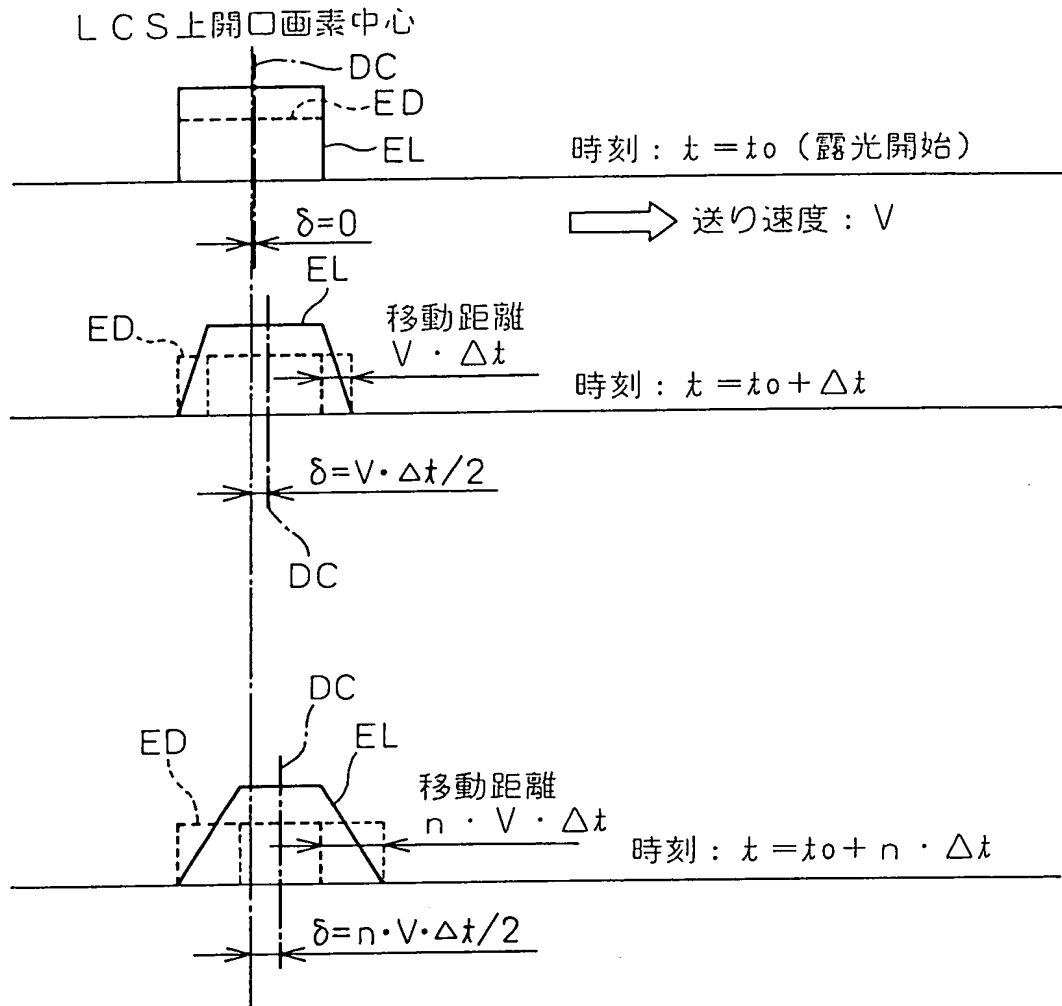 LCS上開口画素中心
DC
ED
EL
時刻：t＝to（露光開始）
送り速度：V
δ=0
EL
ED
移動距離
V・Δt
時刻：t＝to＋Δt
δ=V・Δt/2
DC
DC
ED
EL
移動距離
n・V・Δt
時刻：t＝to＋n・Δt
δ=n・V・Δt/2